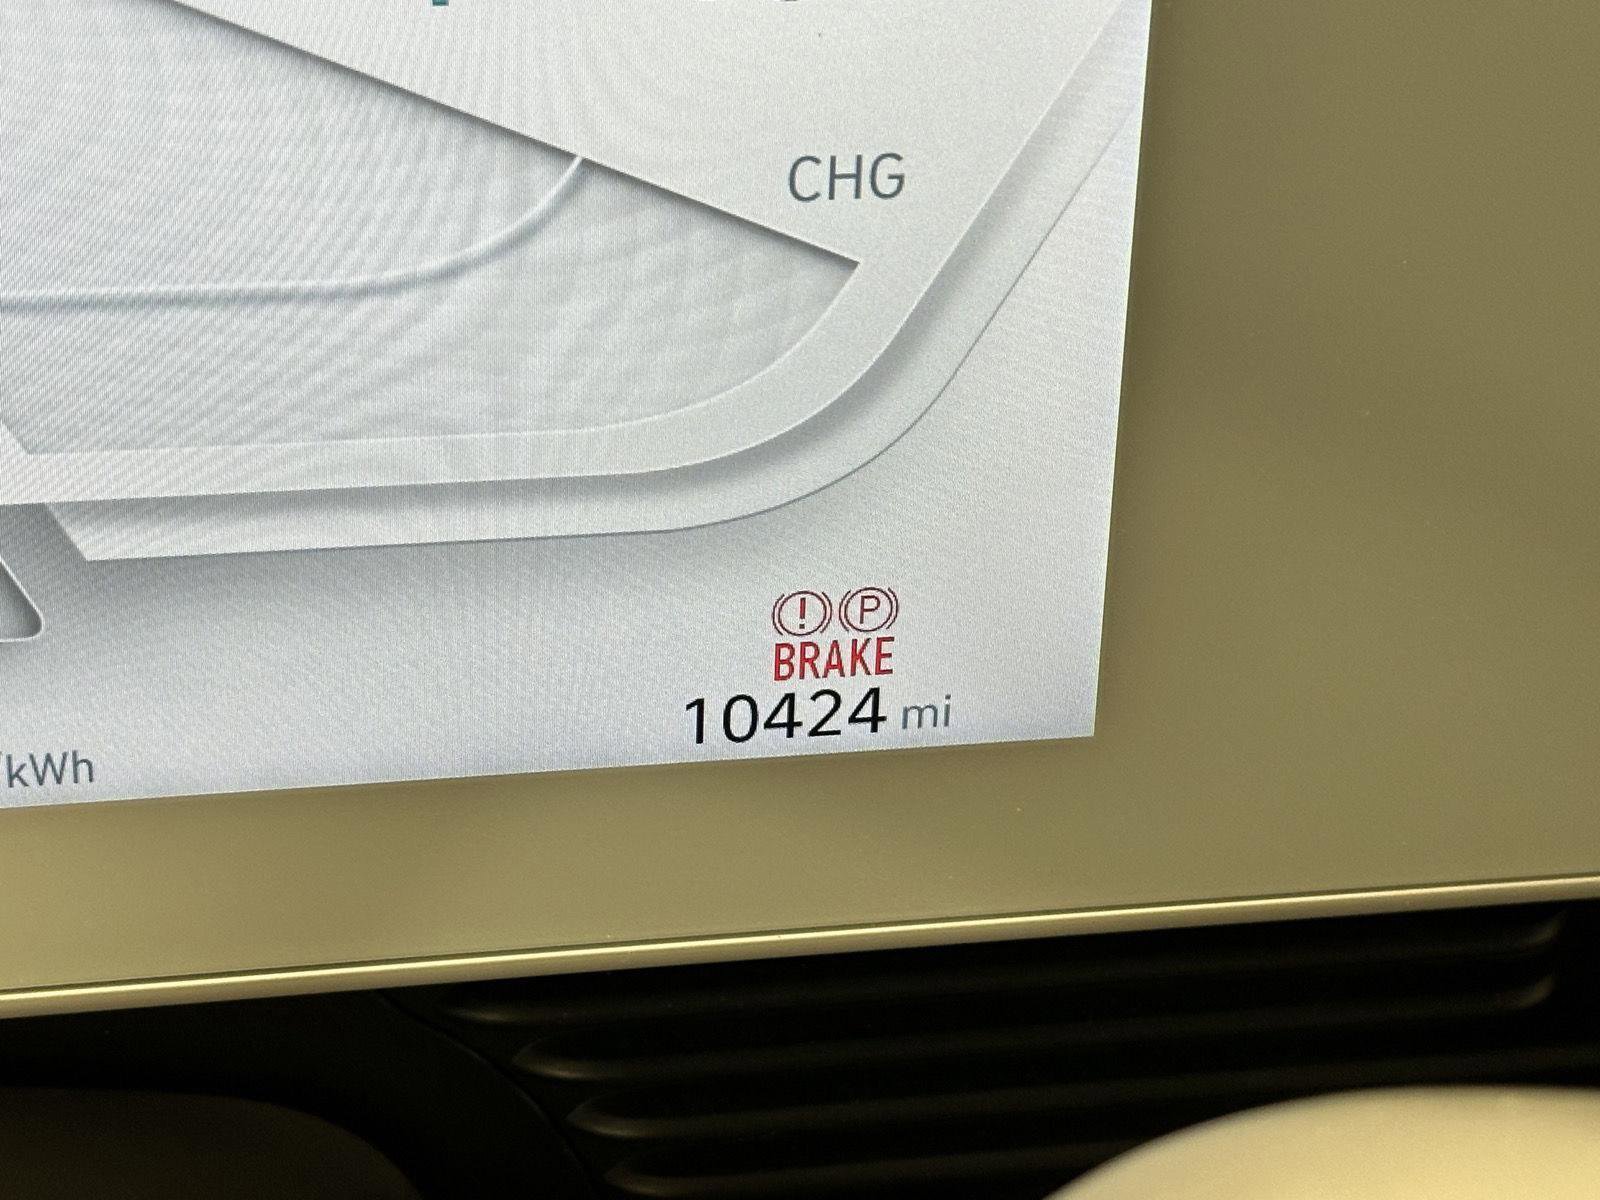 CHG
(!) (P)
BRAKE
10424 mi
/kWh